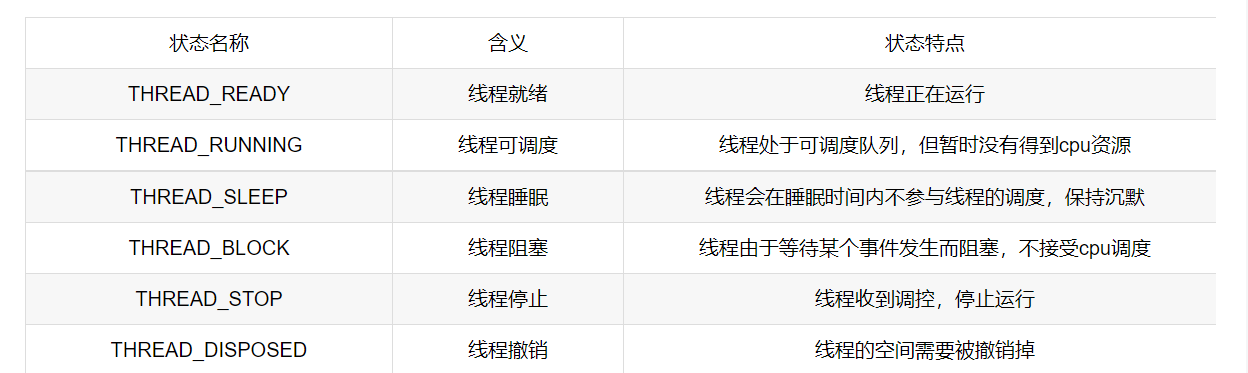 状态名称 含义 状态特点
THREAD_READY 线程就绪 线程正在运行
THREAD_RUNNING 线程可调度 线程处于可调度队列，但暂时没有得到cpu资源
THREAD_SLEEP 线程睡眠 线程会在睡眠时间内不参与线程的调度，保持沉默
THREAD_BLOCK 线程阻塞 线程由于等待某个事件发生而阻塞，不接受cpu调度
THREAD_STOP 线程停止 线程收到调控，停止运行
THREAD_DISPOSED 线程撤销 线程的空间需要被撤销掉